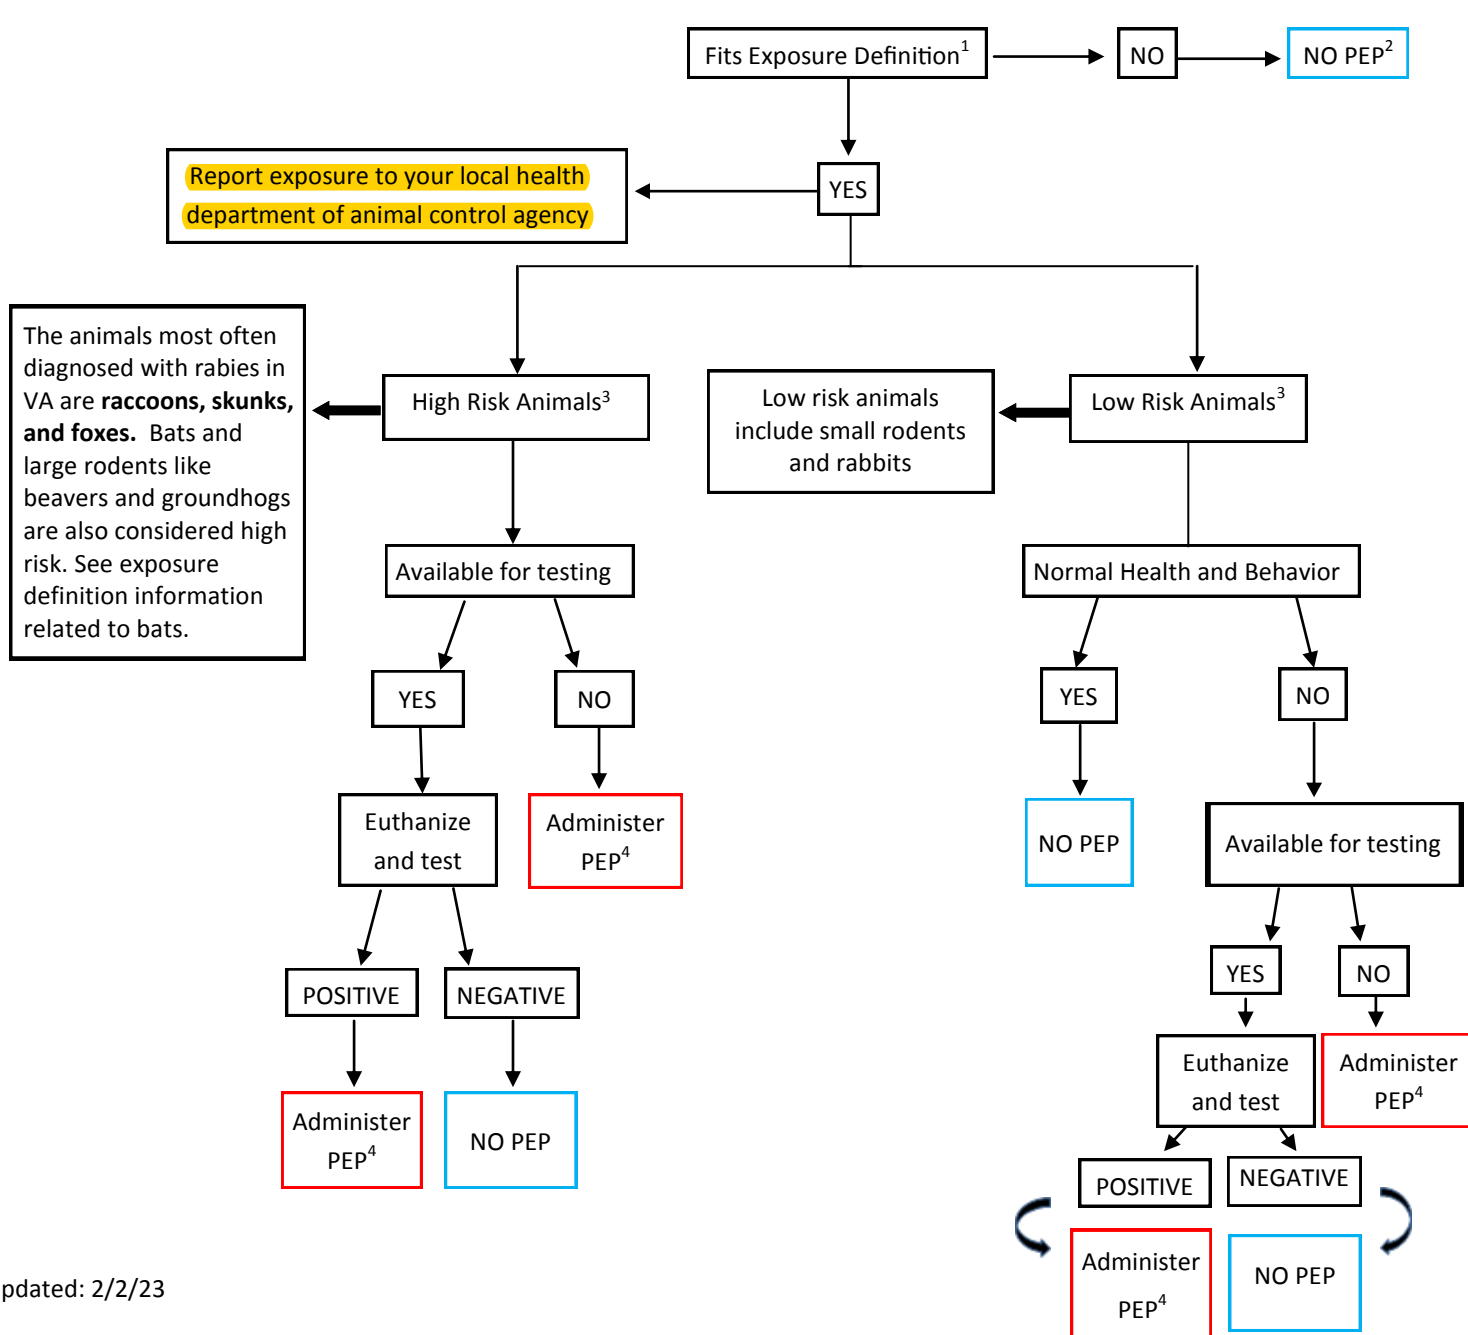 Fits Exposure Definition¹
NO
NO PEP²
Report exposure to your local health
department of animal control agency
YES
The animals most often
diagnosed with rabies in
VA are raccoons, skunks,
and foxes. Bats and
large rodents like
beavers and groundhogs
are also considered high
risk. See exposure
definition information
related to bats.
High Risk Animals³
Low risk animals
include small rodents
and rabbits
Low Risk Animals³
Available for testing
Normal Health and Behavior
YES
NO
YES
NO
Euthanize
and test
Administer
PEP⁴
NO PEP
Available for testing
POSITIVE
NEGATIVE
YES
NO
Administer
PEP⁴
NO PEP
Euthanize
and test
Administer
PEP⁴
POSITIVE
NEGATIVE
Administer
PEP⁴
NO PEP
pdated: 2/2/23